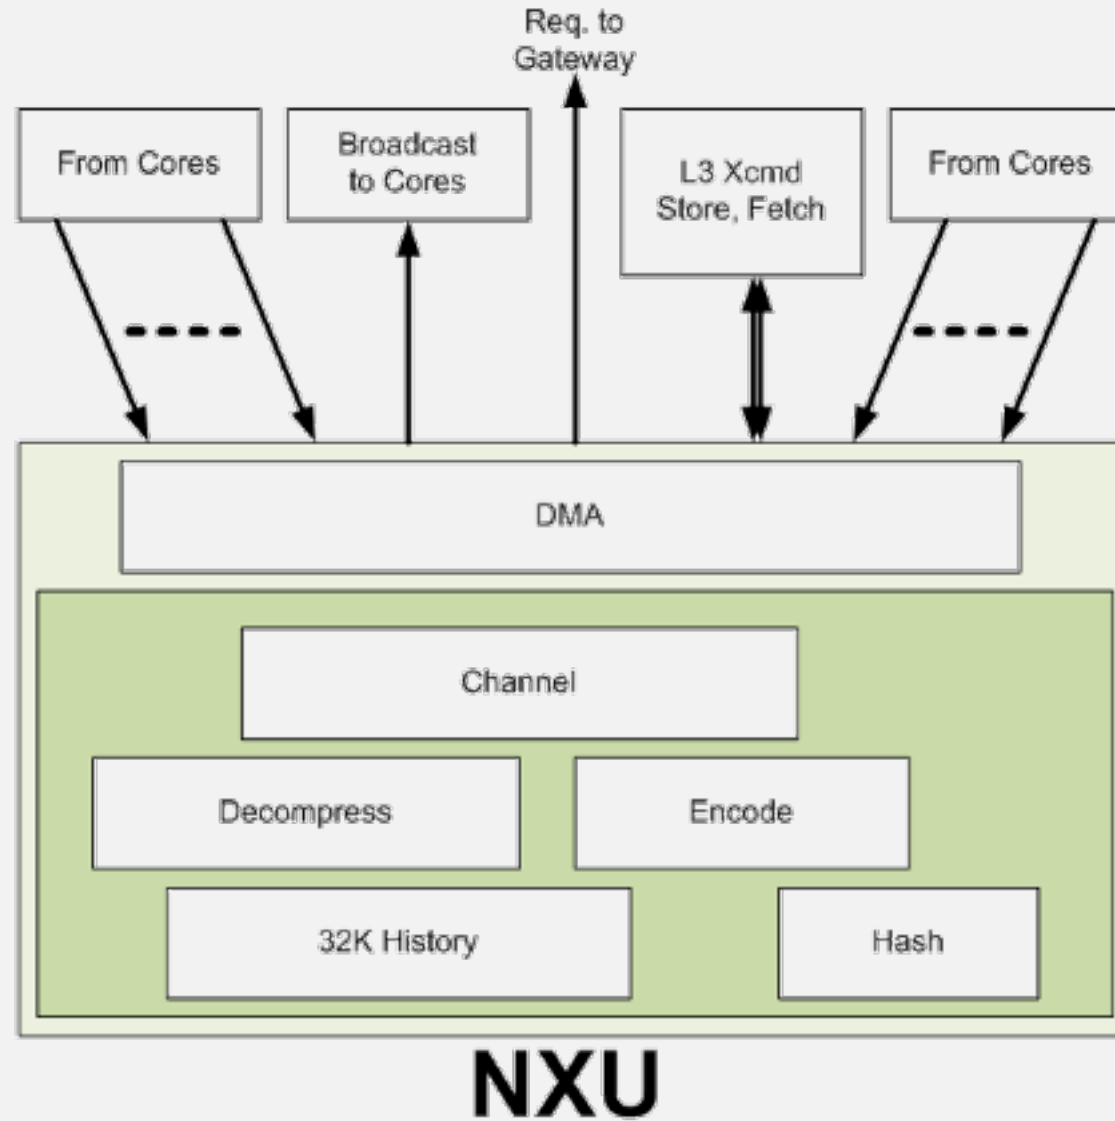 Req. to
Gateway
From Cores
Broadcast
to Cores
L3 Xcmd
Store, Fetch
From Cores
DMA
Channel
Decompress
Encode
32K History
Hash
NXU